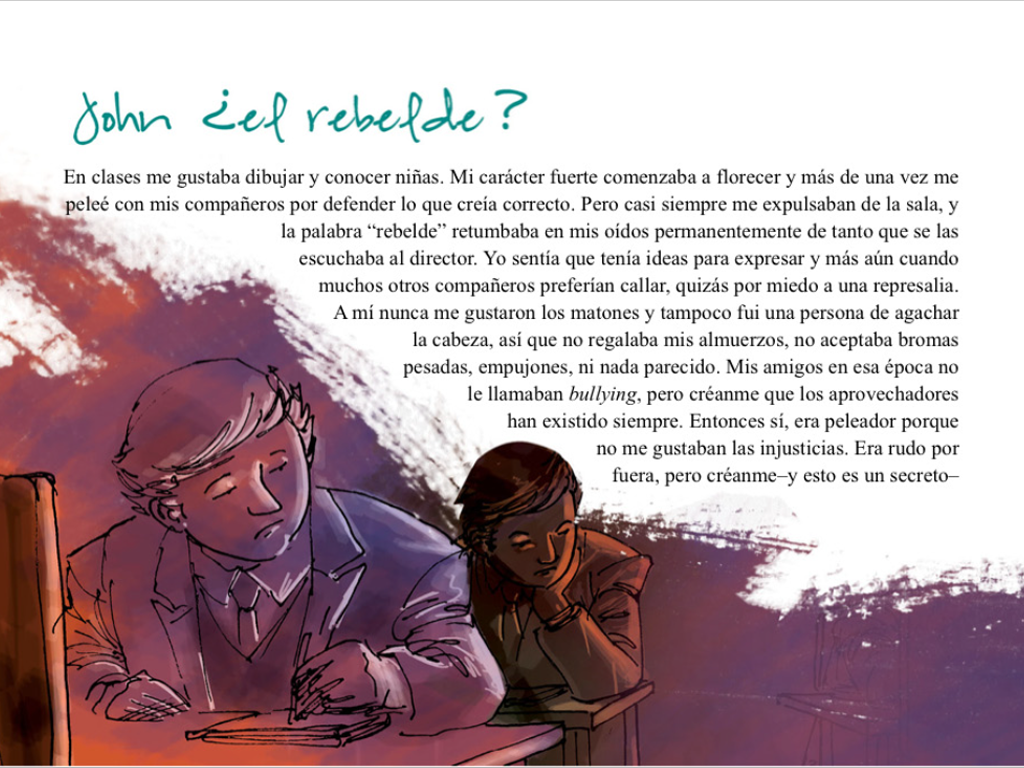 John ¿el rebelde?
En clases me gustaba dibujar y conocer niñas. Mi carácter fuerte comenzaba a florecer y más de una vez me
peleé con mis compañeros por defender lo que creía correcto. Pero casi siempre me expulsaban de la sala, y
la palabra “rebelde” retumbaba en mis oídos permanentemente de tanto que se las
escuchaba al director. Yo sentía que tenía ideas para expresar y más aún cuando
muchos otros compañeros preferían callar, quizás por miedo a una represalia.
A mí nunca me gustaron los matones y tampoco fui una persona de agachar
la cabeza, así que no regalaba mis almuerzos, no aceptaba bromas
pesadas, empujones, ni nada parecido. Mis amigos en esa época no
le llamaban bullying, pero créanme que los aprovechadores
han existido siempre. Entonces sí, era peleador porque
no me gustaban las injusticias. Era rudo por
fuera, pero créanme–y esto es un secreto–